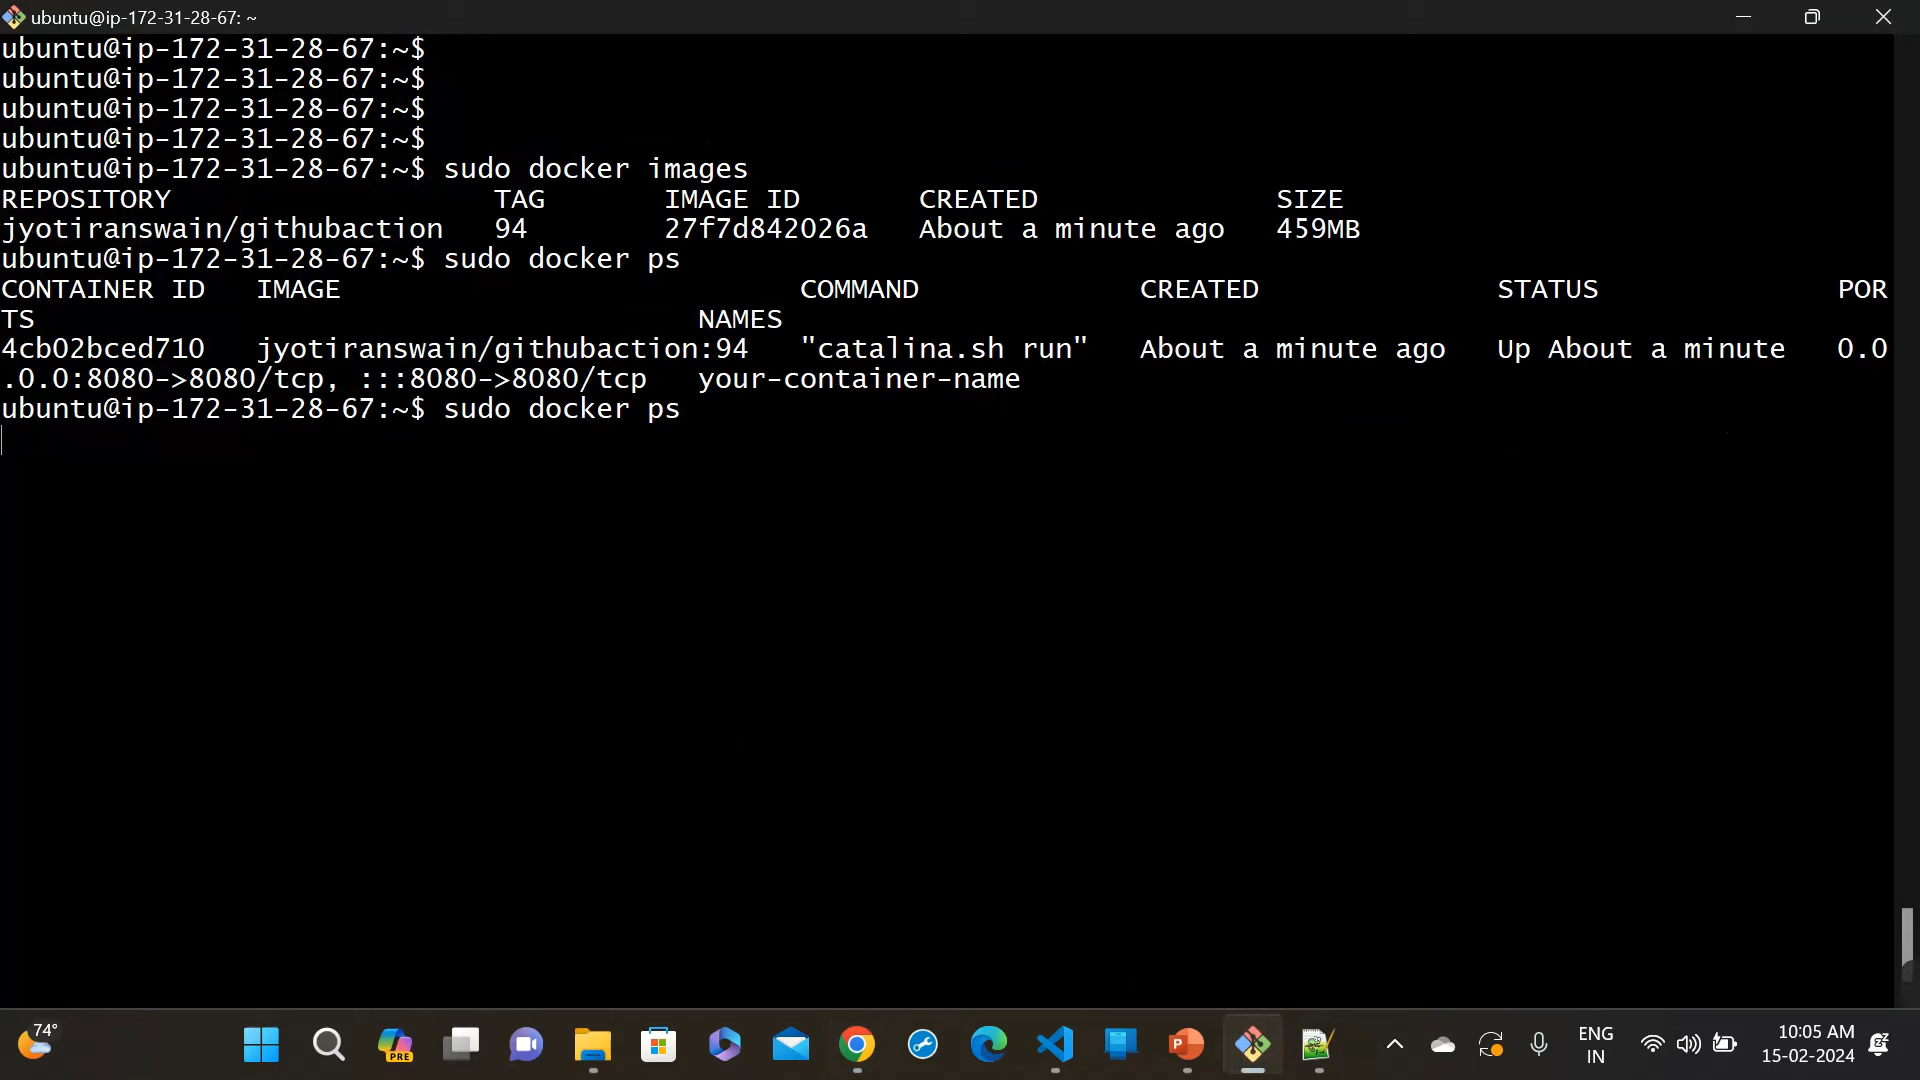 ubuntu@ip-172-31-28-67: ~
ubuntu@ip-172-31-28-67:~$
ubuntu@ip-172-31-28-67:~$
ubuntu@ip-172-31-28-67:~$
ubuntu@ip-172-31-28-67:~$
ubuntu@ip-172-31-28-67:~$ sudo docker images
REPOSITORY TAG IMAGE ID CREATED SIZE
jyotiranswain/githubaction 94 27f7d842026a About a minute ago 459MB
ubuntu@ip-172-31-28-67:~$ sudo docker ps
CONTAINER ID IMAGE COMMAND CREATED STATUS POR
TS NAMES
4cb02bced710 jyotiranswain/githubaction:94 "catalina.sh run" About a minute ago Up About a minute 0.0
.0.0:8080->8080/tcp, :::8080->8080/tcp your-container-name
ubuntu@ip-172-31-28-67:~$ sudo docker ps
74°
PRE
P
ENG
IN
10:05 AM
15-02-2024